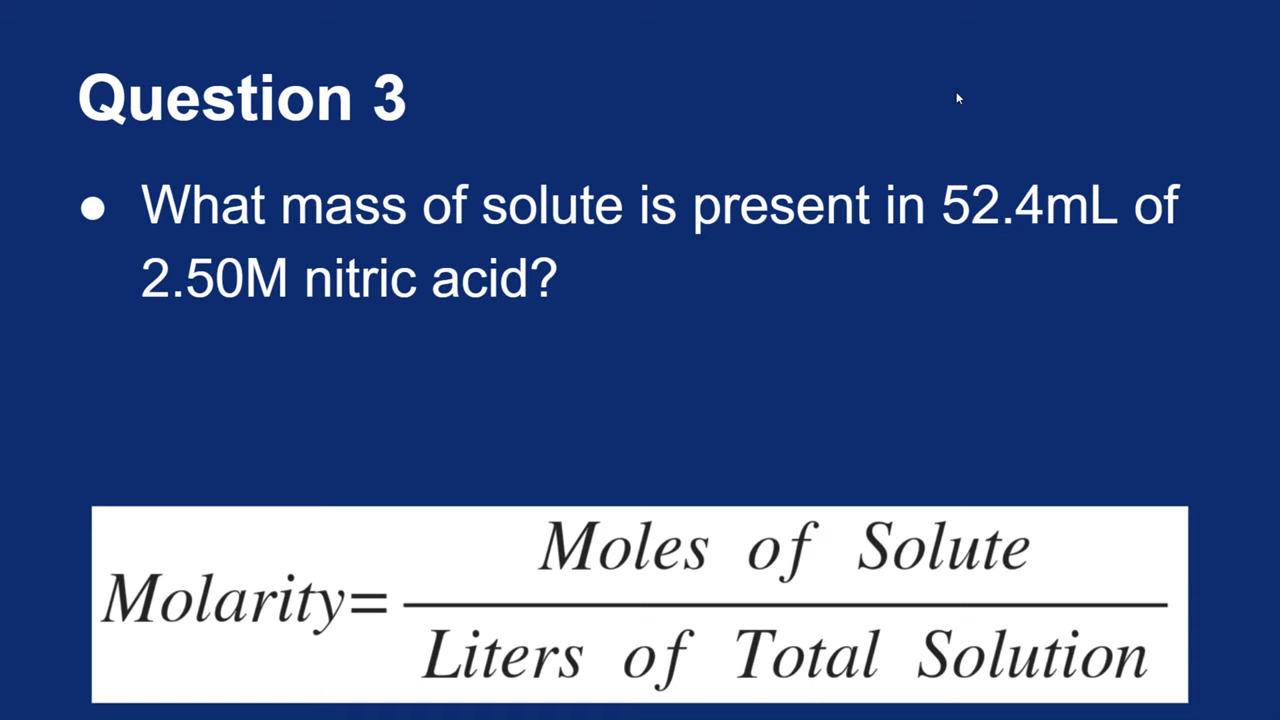 Question 3
● What mass of solute is present in 52.4mL of
2.50M nitric acid?
Moles of Solute
Molarity=
Liters of Total Solution